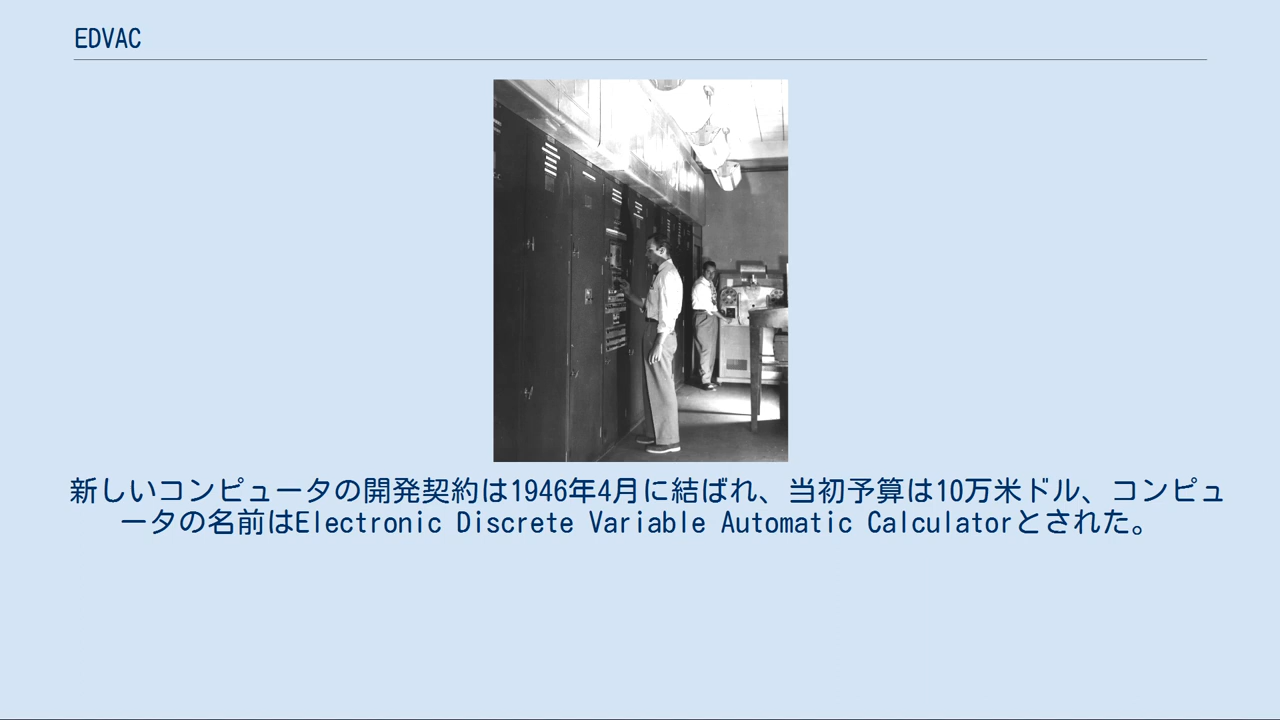 EDVAC
新しいコンピュータの開発契約は1946年4月に結ばれ、当初予算は10万米ドル、コンピュ
ータの名前はElectronic Discrete Variable Automatic Calculatorとされた。